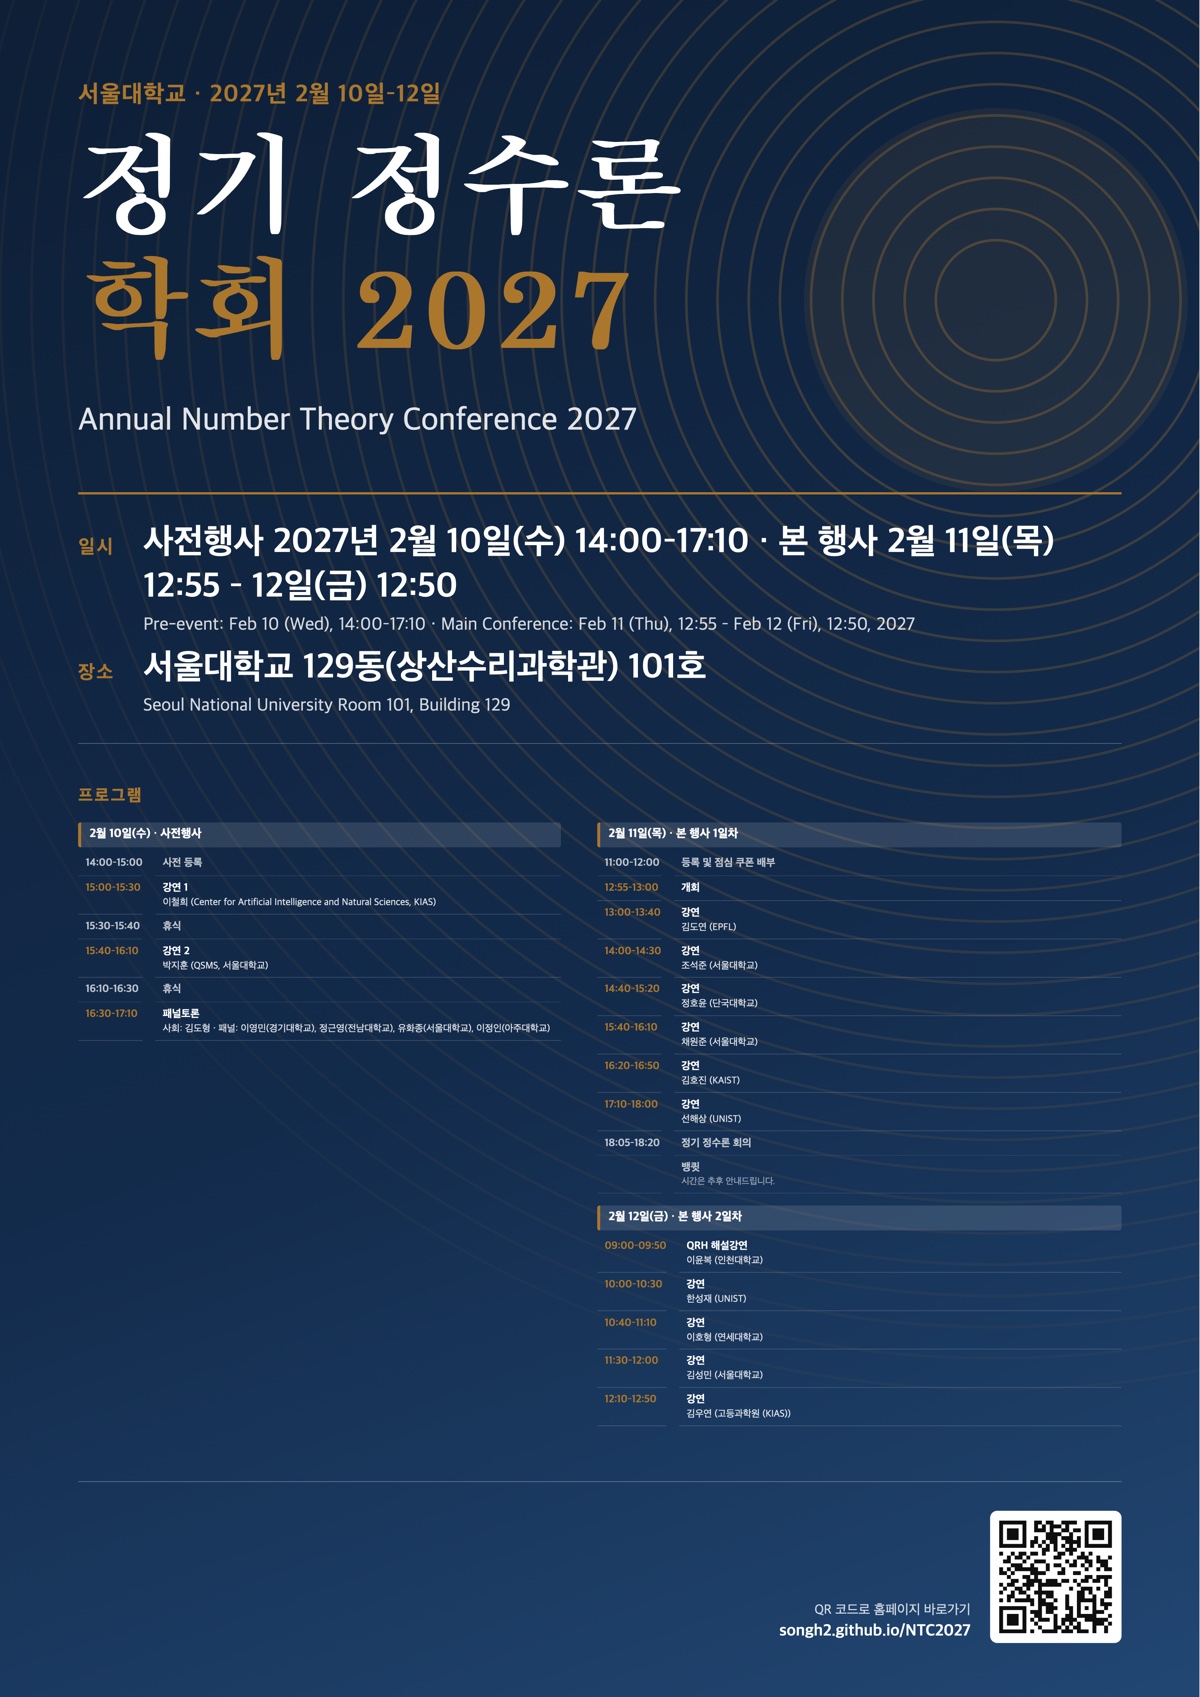 서울대학교 · 2027년 2월 10일-12일
정기 정수론
학회 2027
Annual Number Theory Conference 2027
일시
사전행사 2027년 2월 10일(수) 14:00-17:10 · 본 행사 2월 11일(목)
12:55 - 12일(금) 12:50
Pre-event: Feb 10 (Wed), 14:00-17:10 · Main Conference: Feb 11 (Thu), 12:55 - Feb 12 (Fri), 12:50, 2027
장소
서울대학교 129동(상산수리과학관) 101호
Seoul National University Room 101, Building 129
프로그램
2월 10일(수) · 사전행사
14:00-15:00 사전 등록
15:00-15:30 강연 1
이철희 (Center for Artificial Intelligence and Natural Sciences, KIAS)
15:30-15:40 휴식
15:40-16:10 강연 2
박지훈 (QSMS, 서울대학교)
16:10-16:30 휴식
16:30-17:10 패널토론
사회: 김도형 · 패널: 이영민(경기대학교), 정근영(전남대학교), 유화종(서울대학교), 이정인(아주대학교)
2월 11일(목) · 본 행사 1일차
11:00-12:00 등록 및 점심 쿠폰 배부
12:55-13:00 개회
13:00-13:40 강연
김도연 (EPFL)
14:00-14:30 강연
조석준 (서울대학교)
14:40-15:20 강연
정호윤 (단국대학교)
15:40-16:10 강연
채원준 (서울대학교)
16:20-16:50 강연
김호진 (KAIST)
17:10-18:00 강연
선해상 (UNIST)
18:05-18:20 정기 정수론 회의
뱅큇
시간은 추후 안내드립니다.
2월 12일(금) · 본 행사 2일차
09:00-09:50 QRH 해설강연
이윤복 (인천대학교)
10:00-10:30 강연
한성재 (UNIST)
10:40-11:10 강연
이호형 (연세대학교)
11:30-12:00 강연
김성민 (서울대학교)
12:10-12:50 강연
김우연 (고등과학원 (KIAS))
QR 코드로 홈페이지 바로가기
songh2.github.io/NTC2027